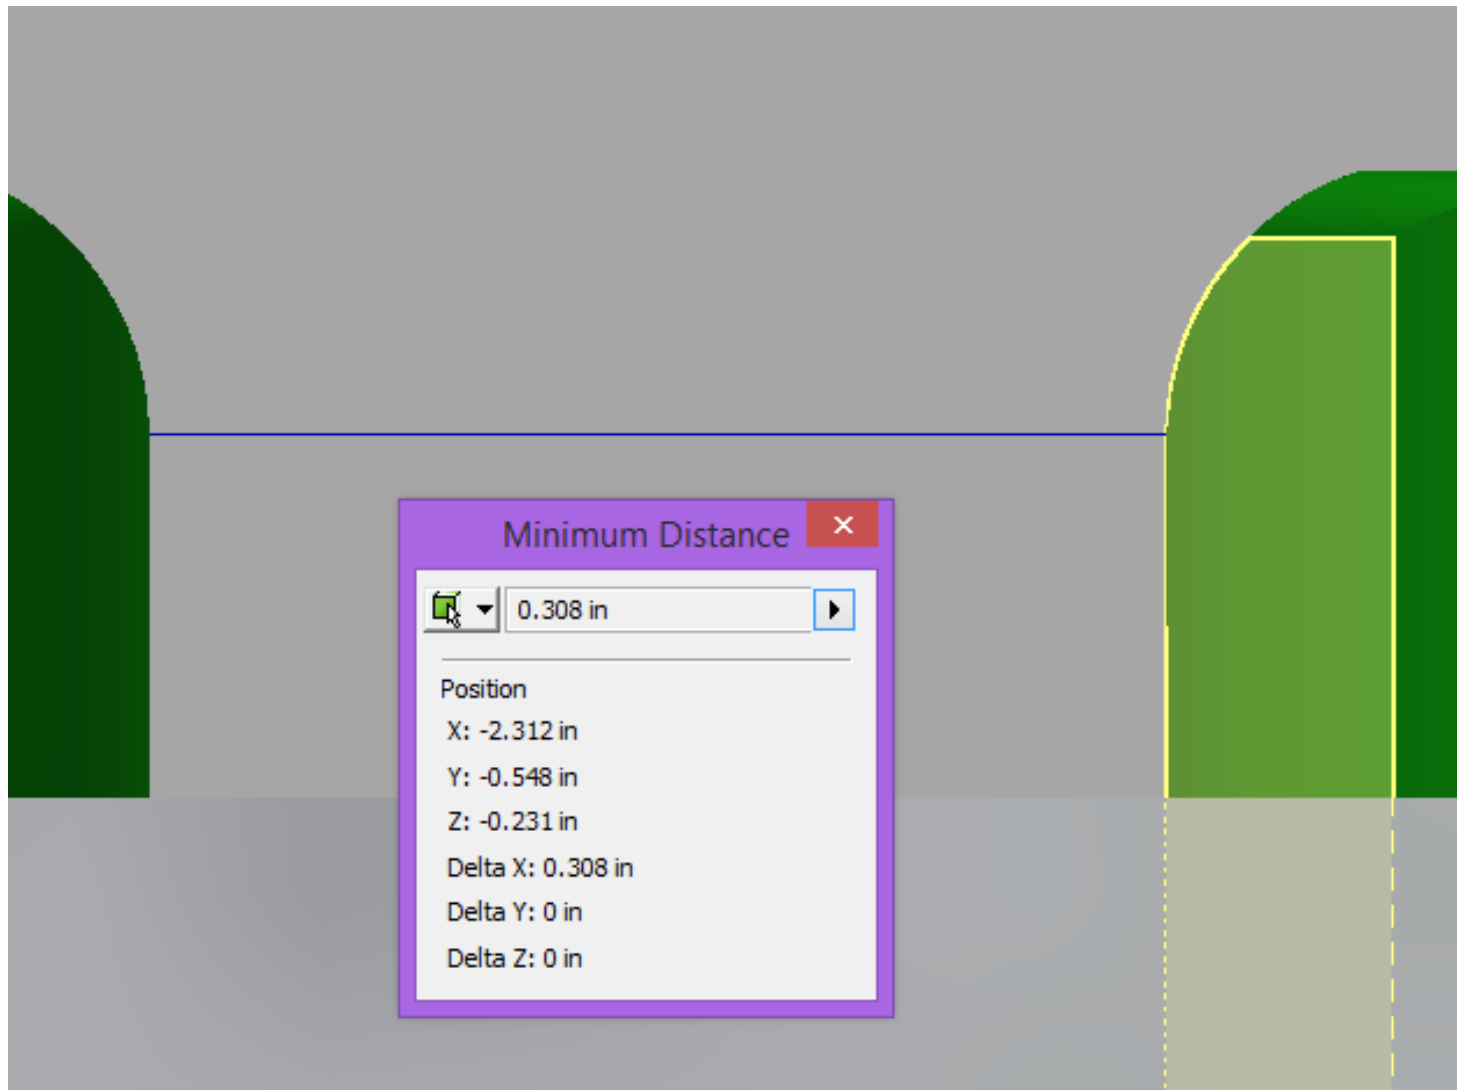 Minimum Distance
0.308 in
Position
X: -2.312 in
Y: -0.548 in
Z: -0.231 in
Delta X: 0.308 in
Delta Y: 0 in
Delta Z: 0 in